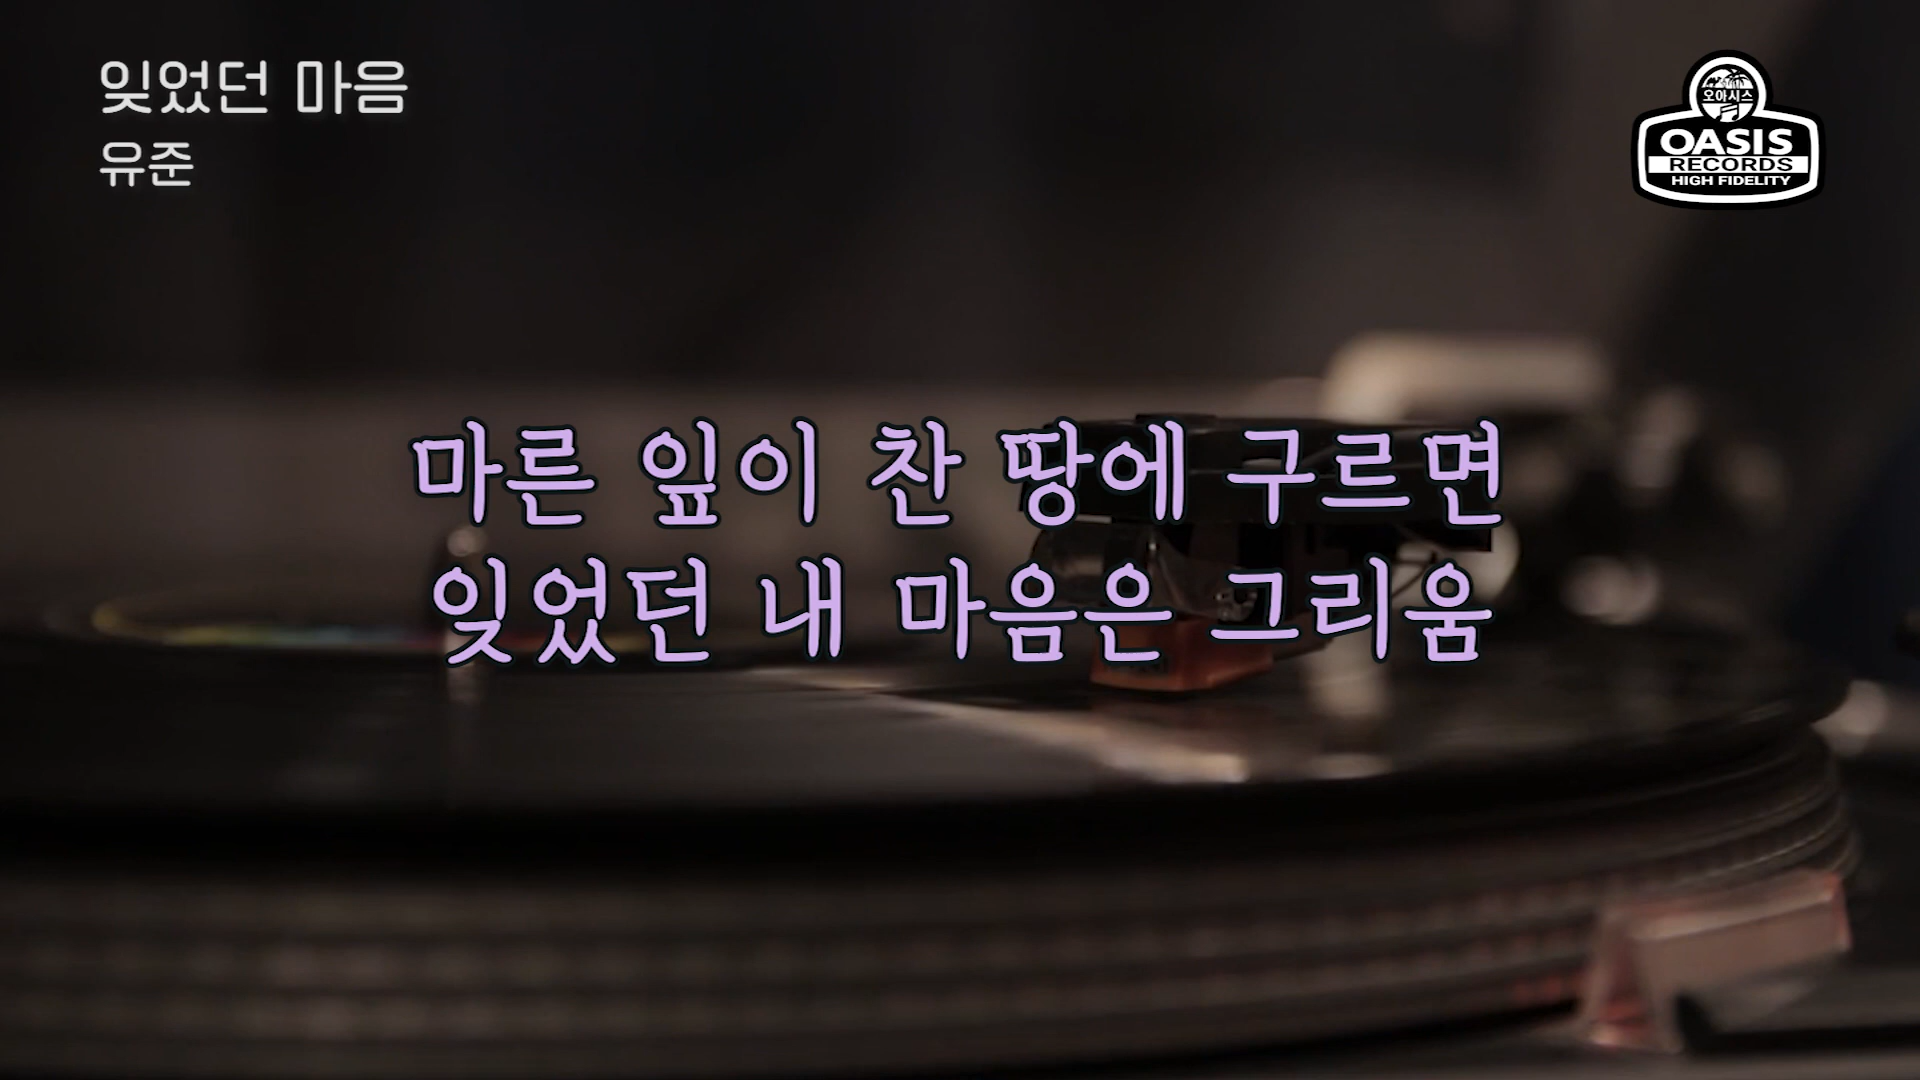 잊었던 마음
유준
오아시스
OASIS
RECORDS
HIGH FIDELITY
마른 잎이 찬 땅에 구르면
잊었던 내 마음은 그리움